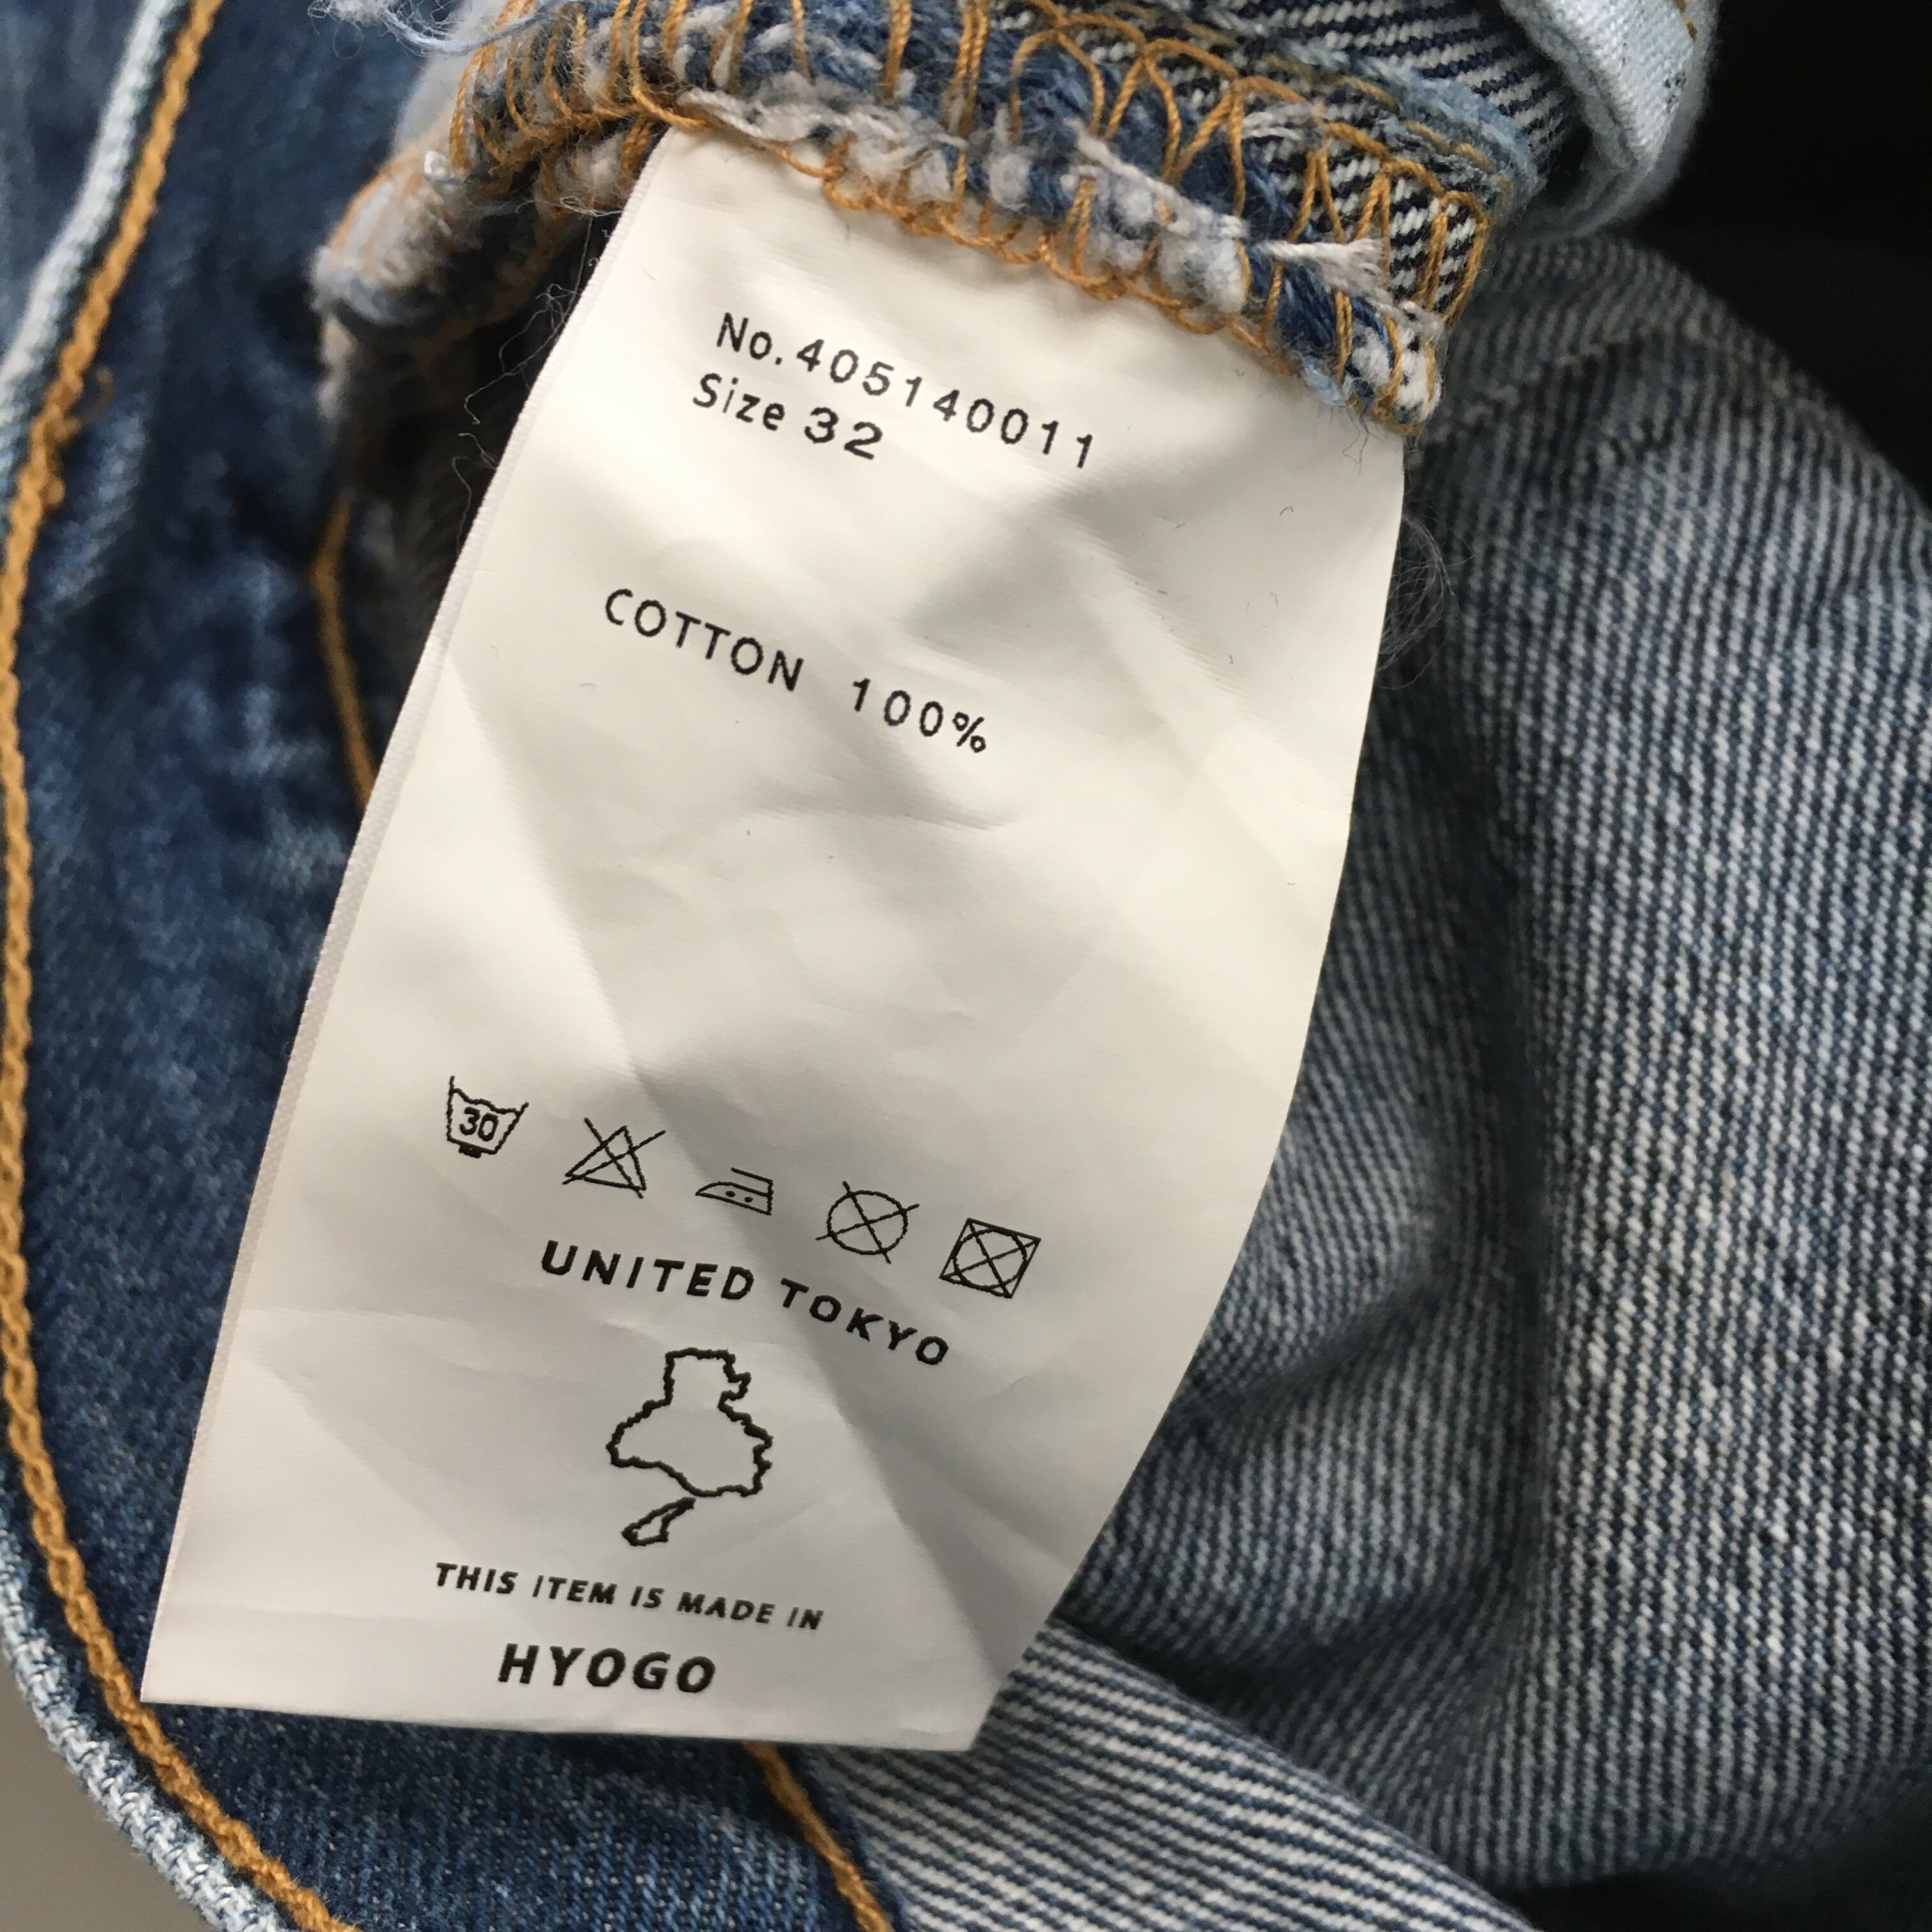 No.405140011
Size 32
COTTON 100%
30
UNITED TOKYO
THIS ITEM IS MADE IN
HYOGO